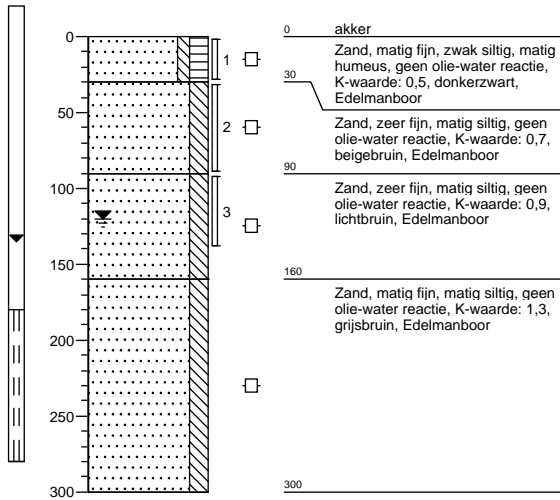 0
50
100
150
200
250
300
1
2
3
0
akker
Zand, matig fijn, zwak siltig, matig
humeus, geen olie-water reactie,
K-waarde: 0,5, donkerzwart,
Edelmanboor
30
Zand, zeer fijn, matig siltig, geen
olie-water reactie, K-waarde: 0,7,
beigebruin, Edelmanboor
90
Zand, zeer fijn, matig siltig, geen
olie-water reactie, K-waarde: 0,9,
lichtbruin, Edelmanboor
160
Zand, matig fijn, matig siltig, geen
olie-water reactie, K-waarde: 1,3,
grijsbruin, Edelmanboor
300